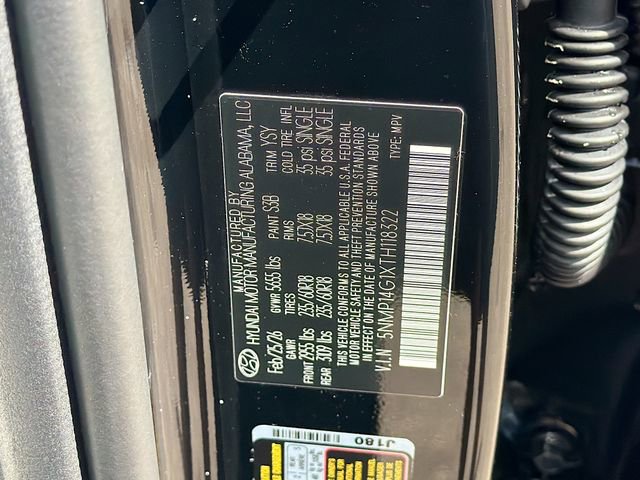 MANUFACTURED BY
HYUNDAI MOTOR MANUFACTURING ALABAMA, LLC
Feb/25/26 GVWR 5655 lbs PAINT S3B TRIM YSY
GAWR TIRES RIMS COLD TIRE INFL
FRONT 2955 lbs 235/60R18 7.5JX18 35 psi SINGLE
REAR 3109 lbs 235/60R18 7.5JX18 35 psi SINGLE
THIS VEHICLE CONFORMS TO ALL APPLICABLE U.S.A. FEDERAL
MOTOR VEHICLE SAFETY AND THEFT PREVENTION STANDARDS
IN EFFECT ON THE DATE OF MANUFACTURE SHOWN ABOVE
V.I.N 5NMP14G1XTH118322 TYPE: MPV
J180